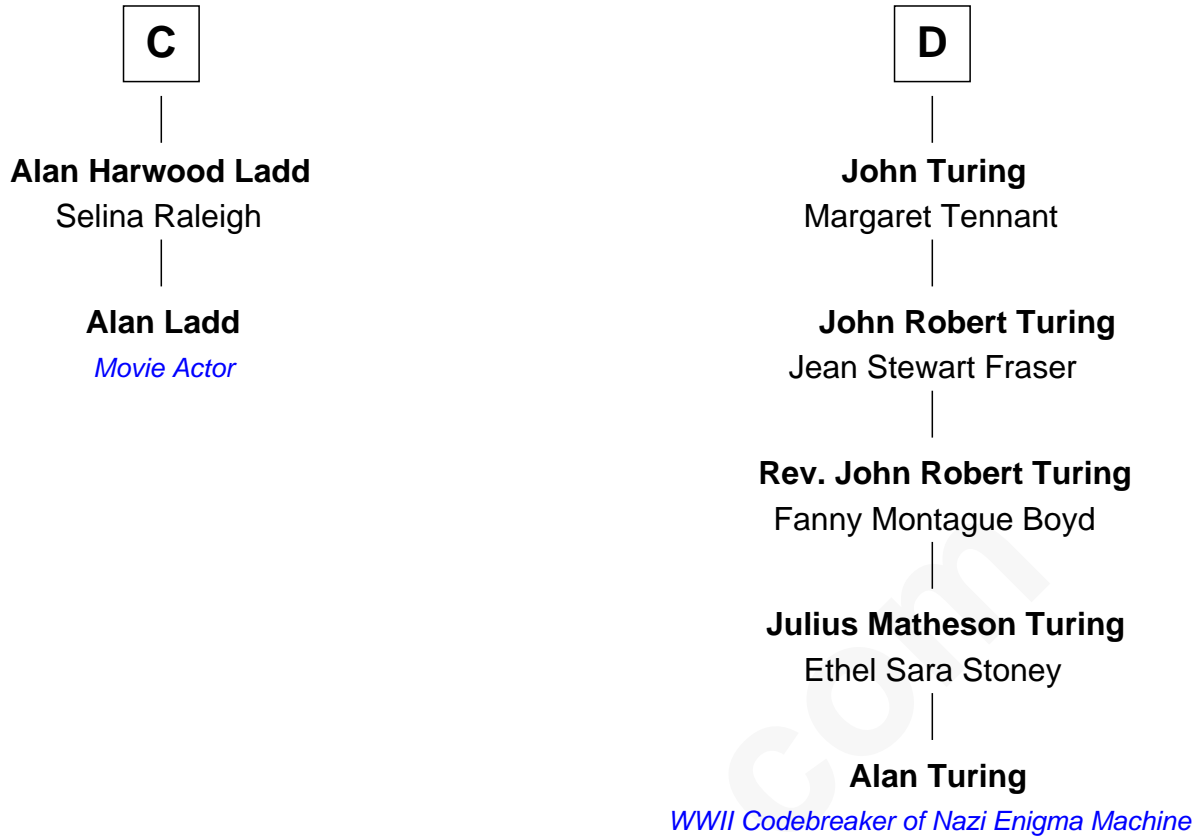 C
Alan Harwood Ladd
Selina Raleigh
Alan Ladd
Movie Actor
D
John Turing
Margaret Tennant
John Robert Turing
Jean Stewart Fraser
Rev. John Robert Turing
Fanny Montague Boyd
Julius Matheson Turing
Ethel Sara Stoney
Alan Turing
WWII Codebreaker of Nazi Enigma Machine
com